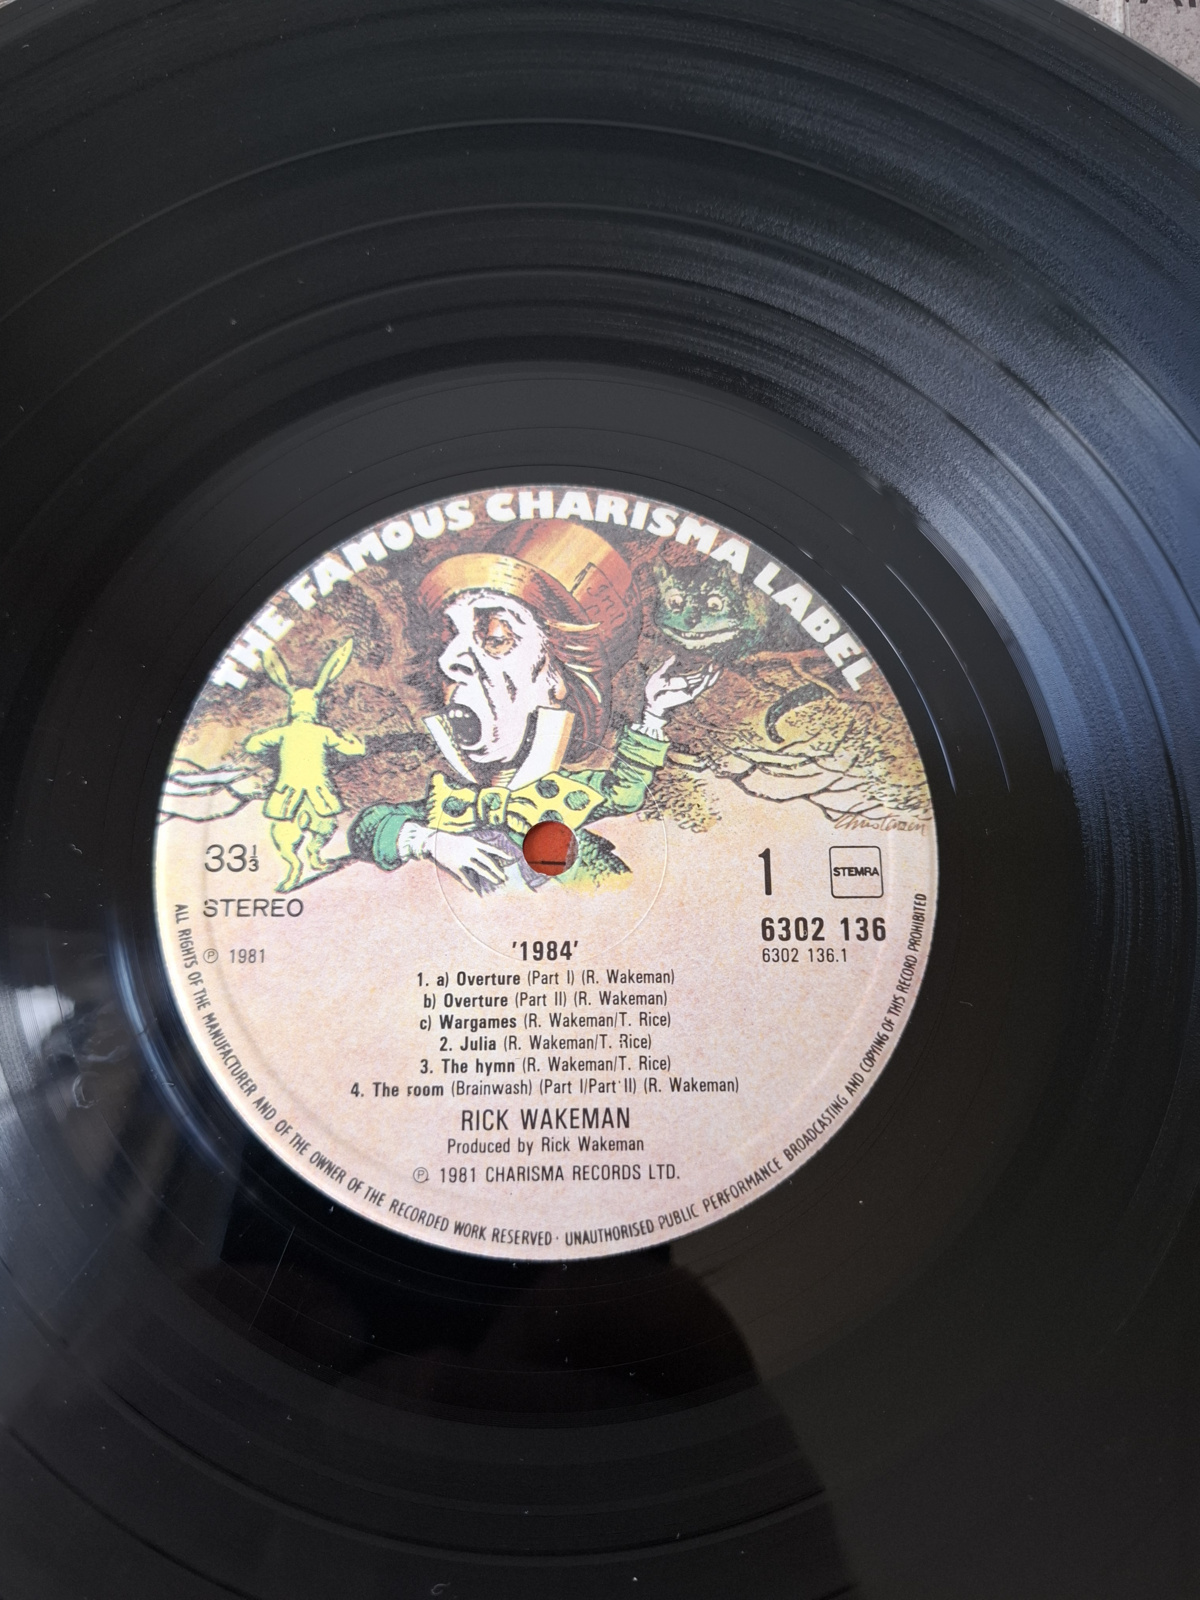 THE FAMOUS CHARISMA LABEL
Christensen
33⅓
STEREO
℗ 1981
1
STEMRA
6302 136
6302 136.1
'1984'
1. a) Overture (Part I) (R. Wakeman)
b) Overture (Part II) (R. Wakeman)
c) Wargames (R. Wakeman/T. Rice)
2. Julia (R. Wakeman/T. Rice)
3. The hymn (R. Wakeman/T. Rice)
4. The room (Brainwash) (Part I/Part II) (R. Wakeman)
RICK WAKEMAN
Produced by Rick Wakeman
℗ 1981 CHARISMA RECORDS LTD.
ALL RIGHTS OF THE MANUFACTURER AND OF THE OWNER OF THE RECORDED WORK RESERVED · UNAUTHORISED PUBLIC PERFORMANCE BROADCASTING AND COPYING OF THIS RECORD PROHIBITED